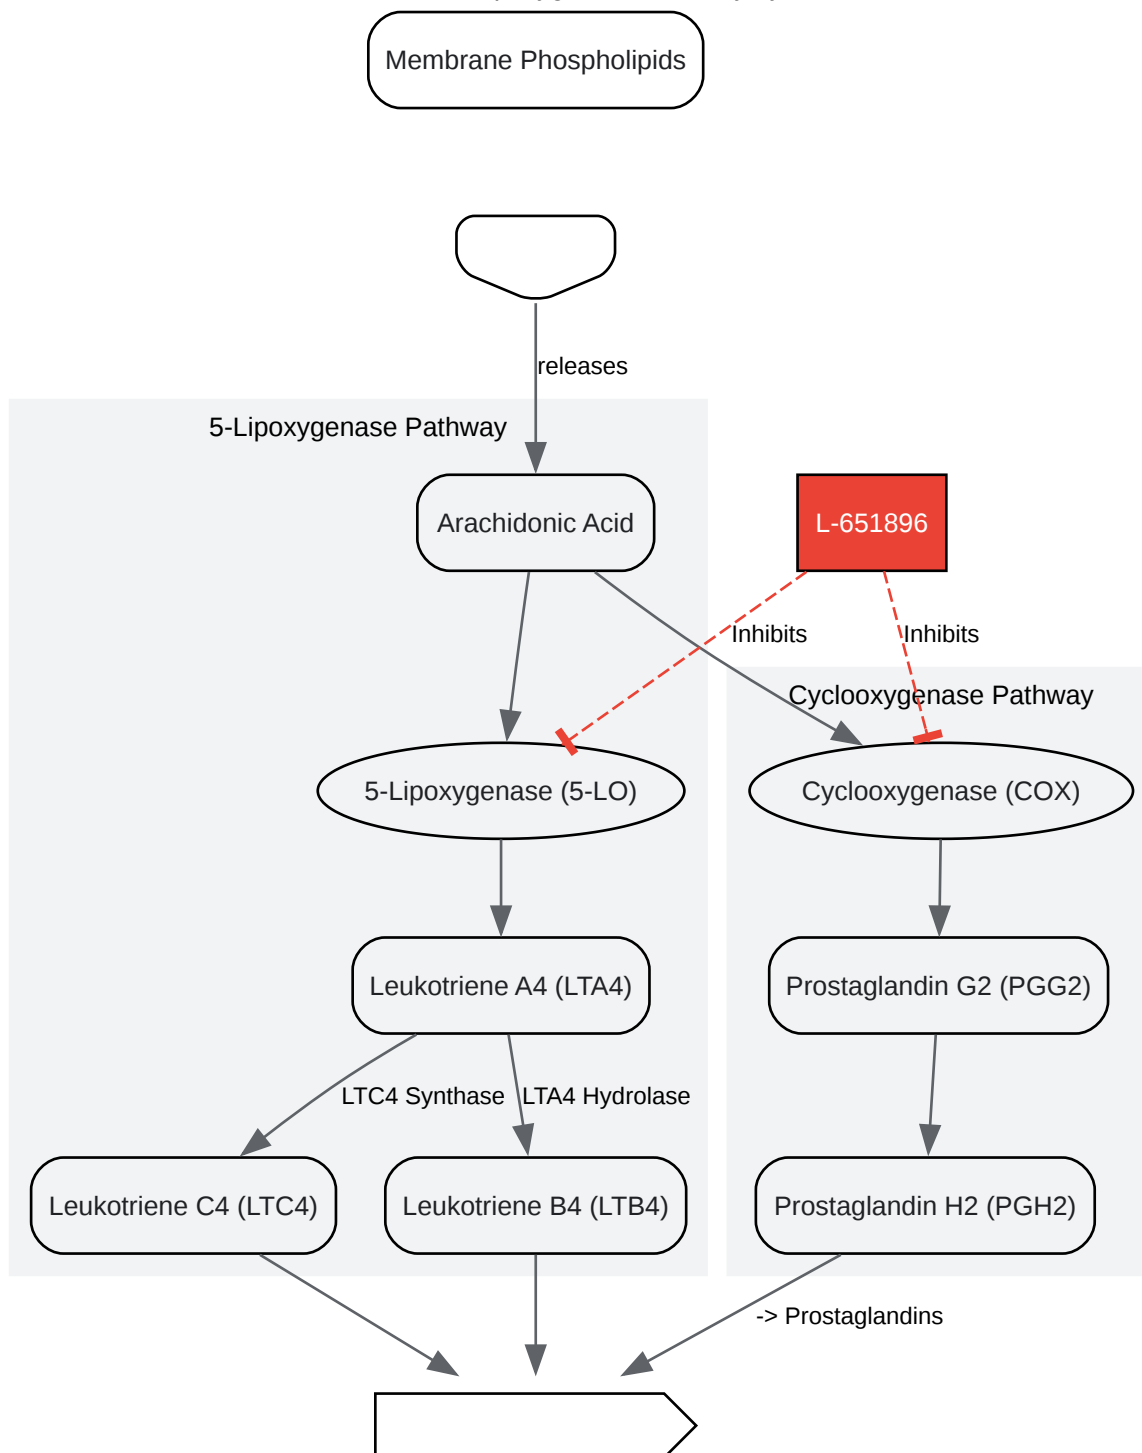 Membrane Phospholipids
releases
5-Lipoxygenase Pathway
Arachidonic Acid
L-651896
Inhibits
Inhibits
Cyclooxygenase Pathway
5-Lipoxygenase (5-LO)
Cyclooxygenase (COX)
Leukotriene A4 (LTA4)
Prostaglandin G2 (PGG2)
LTC4 Synthase
LTA4 Hydrolase
Leukotriene C4 (LTC4)
Leukotriene B4 (LTB4)
Prostaglandin H2 (PGH2)
-> Prostaglandins